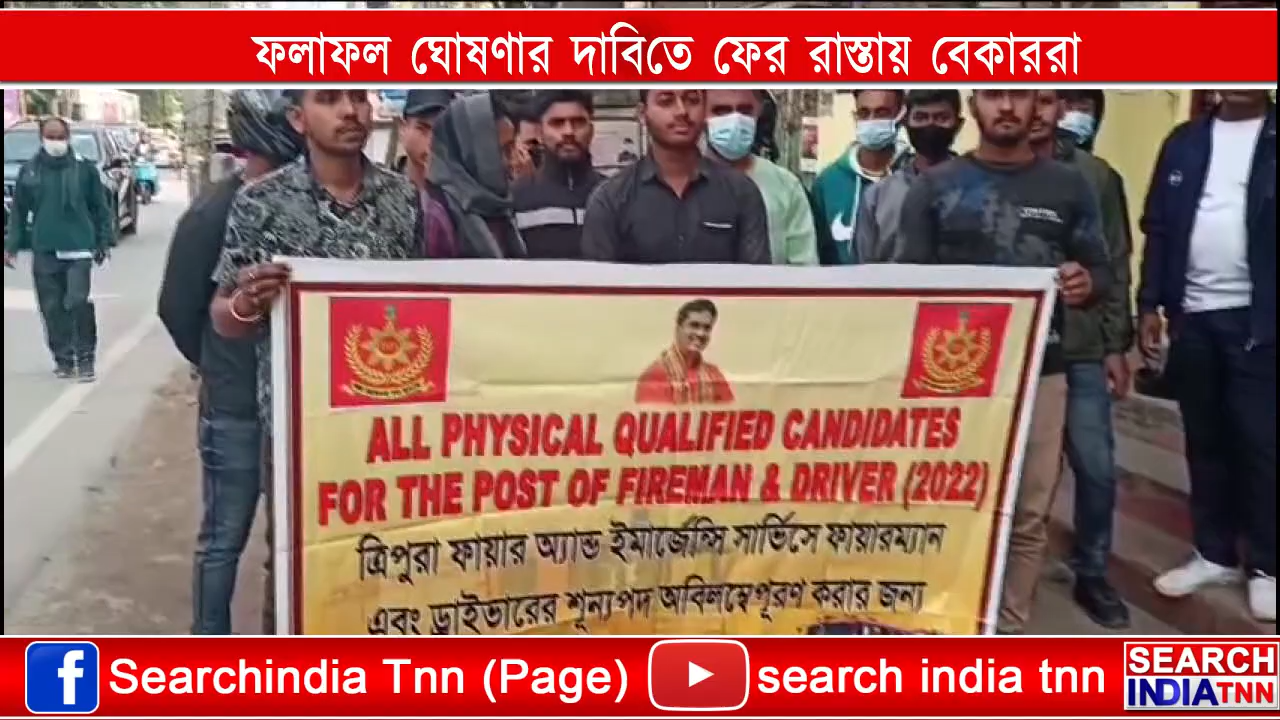 ফলাফল ঘোষণার দাবিতে ফের রাস্তায় বেকাররা
ALL PHYSICAL QUALIFIED CANDIDATES
FOR THE POST OF FIREMAN & DRIVER (2022)
ত্রিপুরা ফায়ার অ্যান্ড ইমার্জেন্সি সার্ভিসে ফায়ারম্যান
এবং ড্রাইভারের শূন্যপদ অবিলম্বেপূরণ করার জন্য
Searchindia Tnn (Page)
search india tnn
SEARCH
INDIATNN